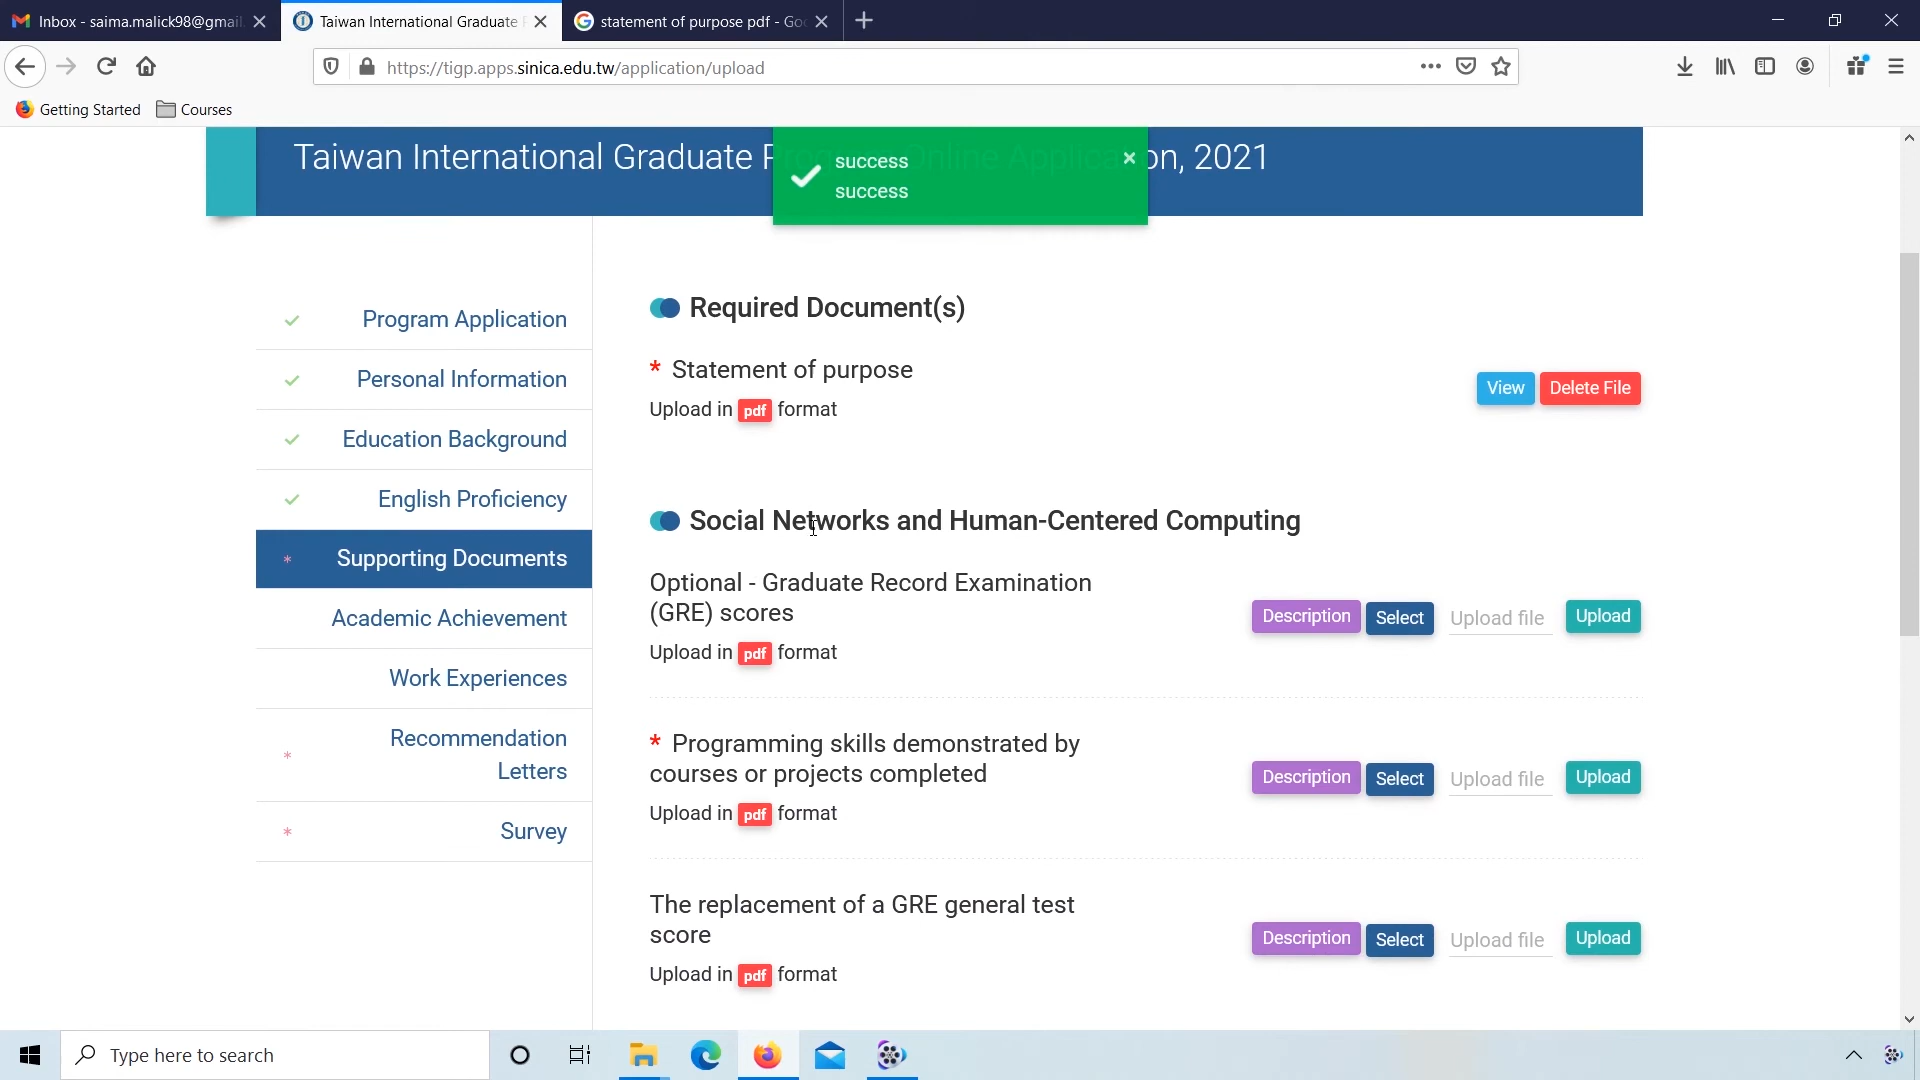 Inbox - saima.malick98@gmail.
Taiwan International Graduate P
statement of purpose pdf - Goo
https://tigp.apps.sinica.edu.tw/application/upload
Getting Started
Courses
Taiwan International Graduate Program Online Application, 2021
success
success
×
Program Application
Personal Information
Education Background
English Proficiency
* Supporting Documents
Academic Achievement
Work Experiences
* Recommendation
Letters
* Survey
Required Document(s)
* Statement of purpose
Upload in pdf format
View Delete File
Social Networks and Human-Centered Computing
Optional - Graduate Record Examination
(GRE) scores
Upload in pdf format
Description Select Upload file Upload
* Programming skills demonstrated by
courses or projects completed
Upload in pdf format
Description Select Upload file Upload
The replacement of a GRE general test
score
Upload in pdf format
Description Select Upload file Upload
Type here to search